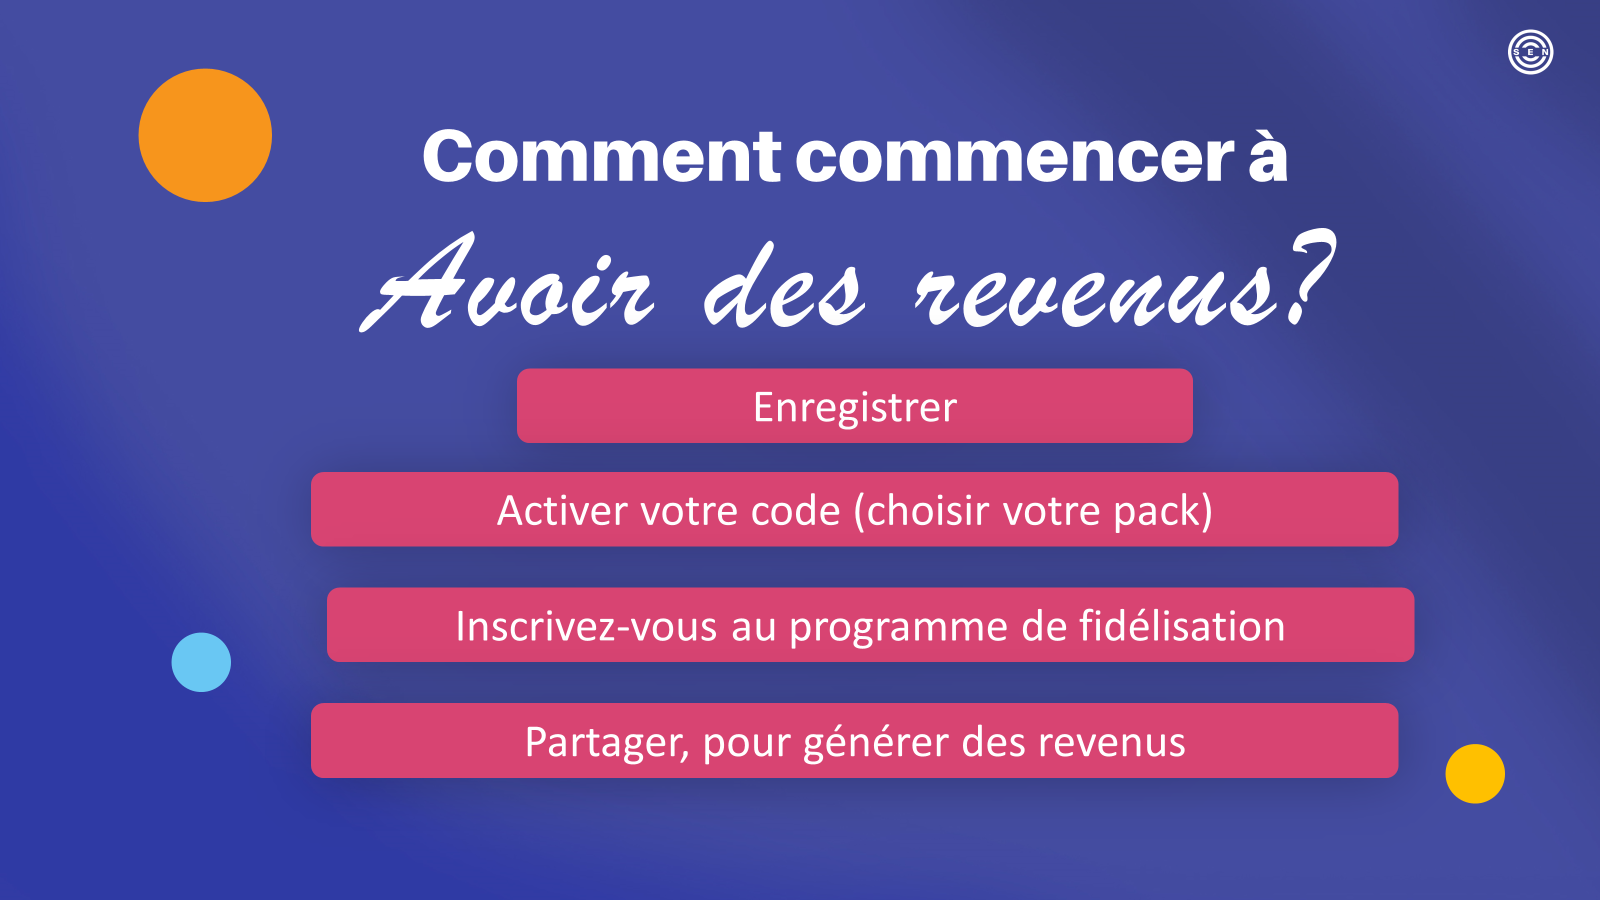 S E N
Comment commencer à
Avoir des revenus?
Enregistrer
Activer votre code (choisir votre pack)
Inscrivez-vous au programme de fidélisation
Partager, pour générer des revenus